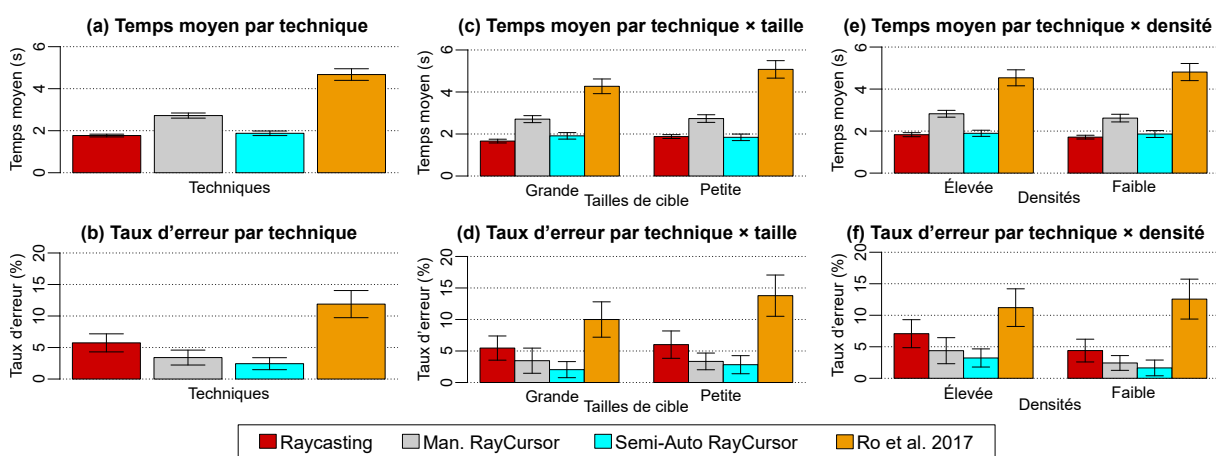 (a) Temps moyen par technique
Temps moyen (s)
6
4
2
0
Techniques
(c) Temps moyen par technique × taille
Temps moyen (s)
6
4
2
0
Grande
Petite
Tailles de cible
(e) Temps moyen par technique × densité
Temps moyen (s)
6
4
2
0
Élevée
Faible
Densités
(b) Taux d’erreur par technique
Taux d’erreur (%)
20
15
10
5
0
Techniques
(d) Taux d’erreur par technique × taille
Taux d’erreur (%)
20
15
10
5
0
Grande
Petite
Tailles de cible
(f) Taux d’erreur par technique × densité
Taux d’erreur (%)
20
15
10
5
0
Élevée
Faible
Densités
Raycasting Man. RayCursor Semi-Auto RayCursor Ro et al. 2017